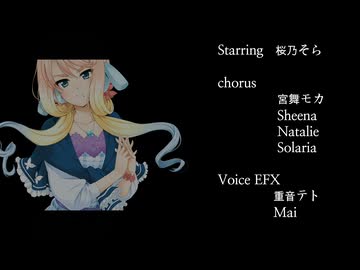 Starring 桜乃そら
chorus
宮舞モカ
Sheena
Natalie
Solaria
Voice EFX
重音テト
Mai